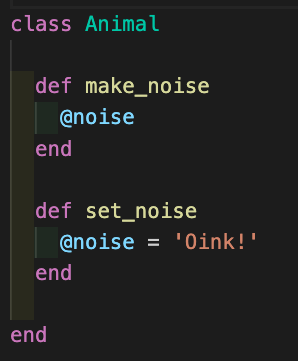 class Animal
  def make_noise
    @noise
  end
  def set_noise
    @noise = 'Oink!'
  end
end